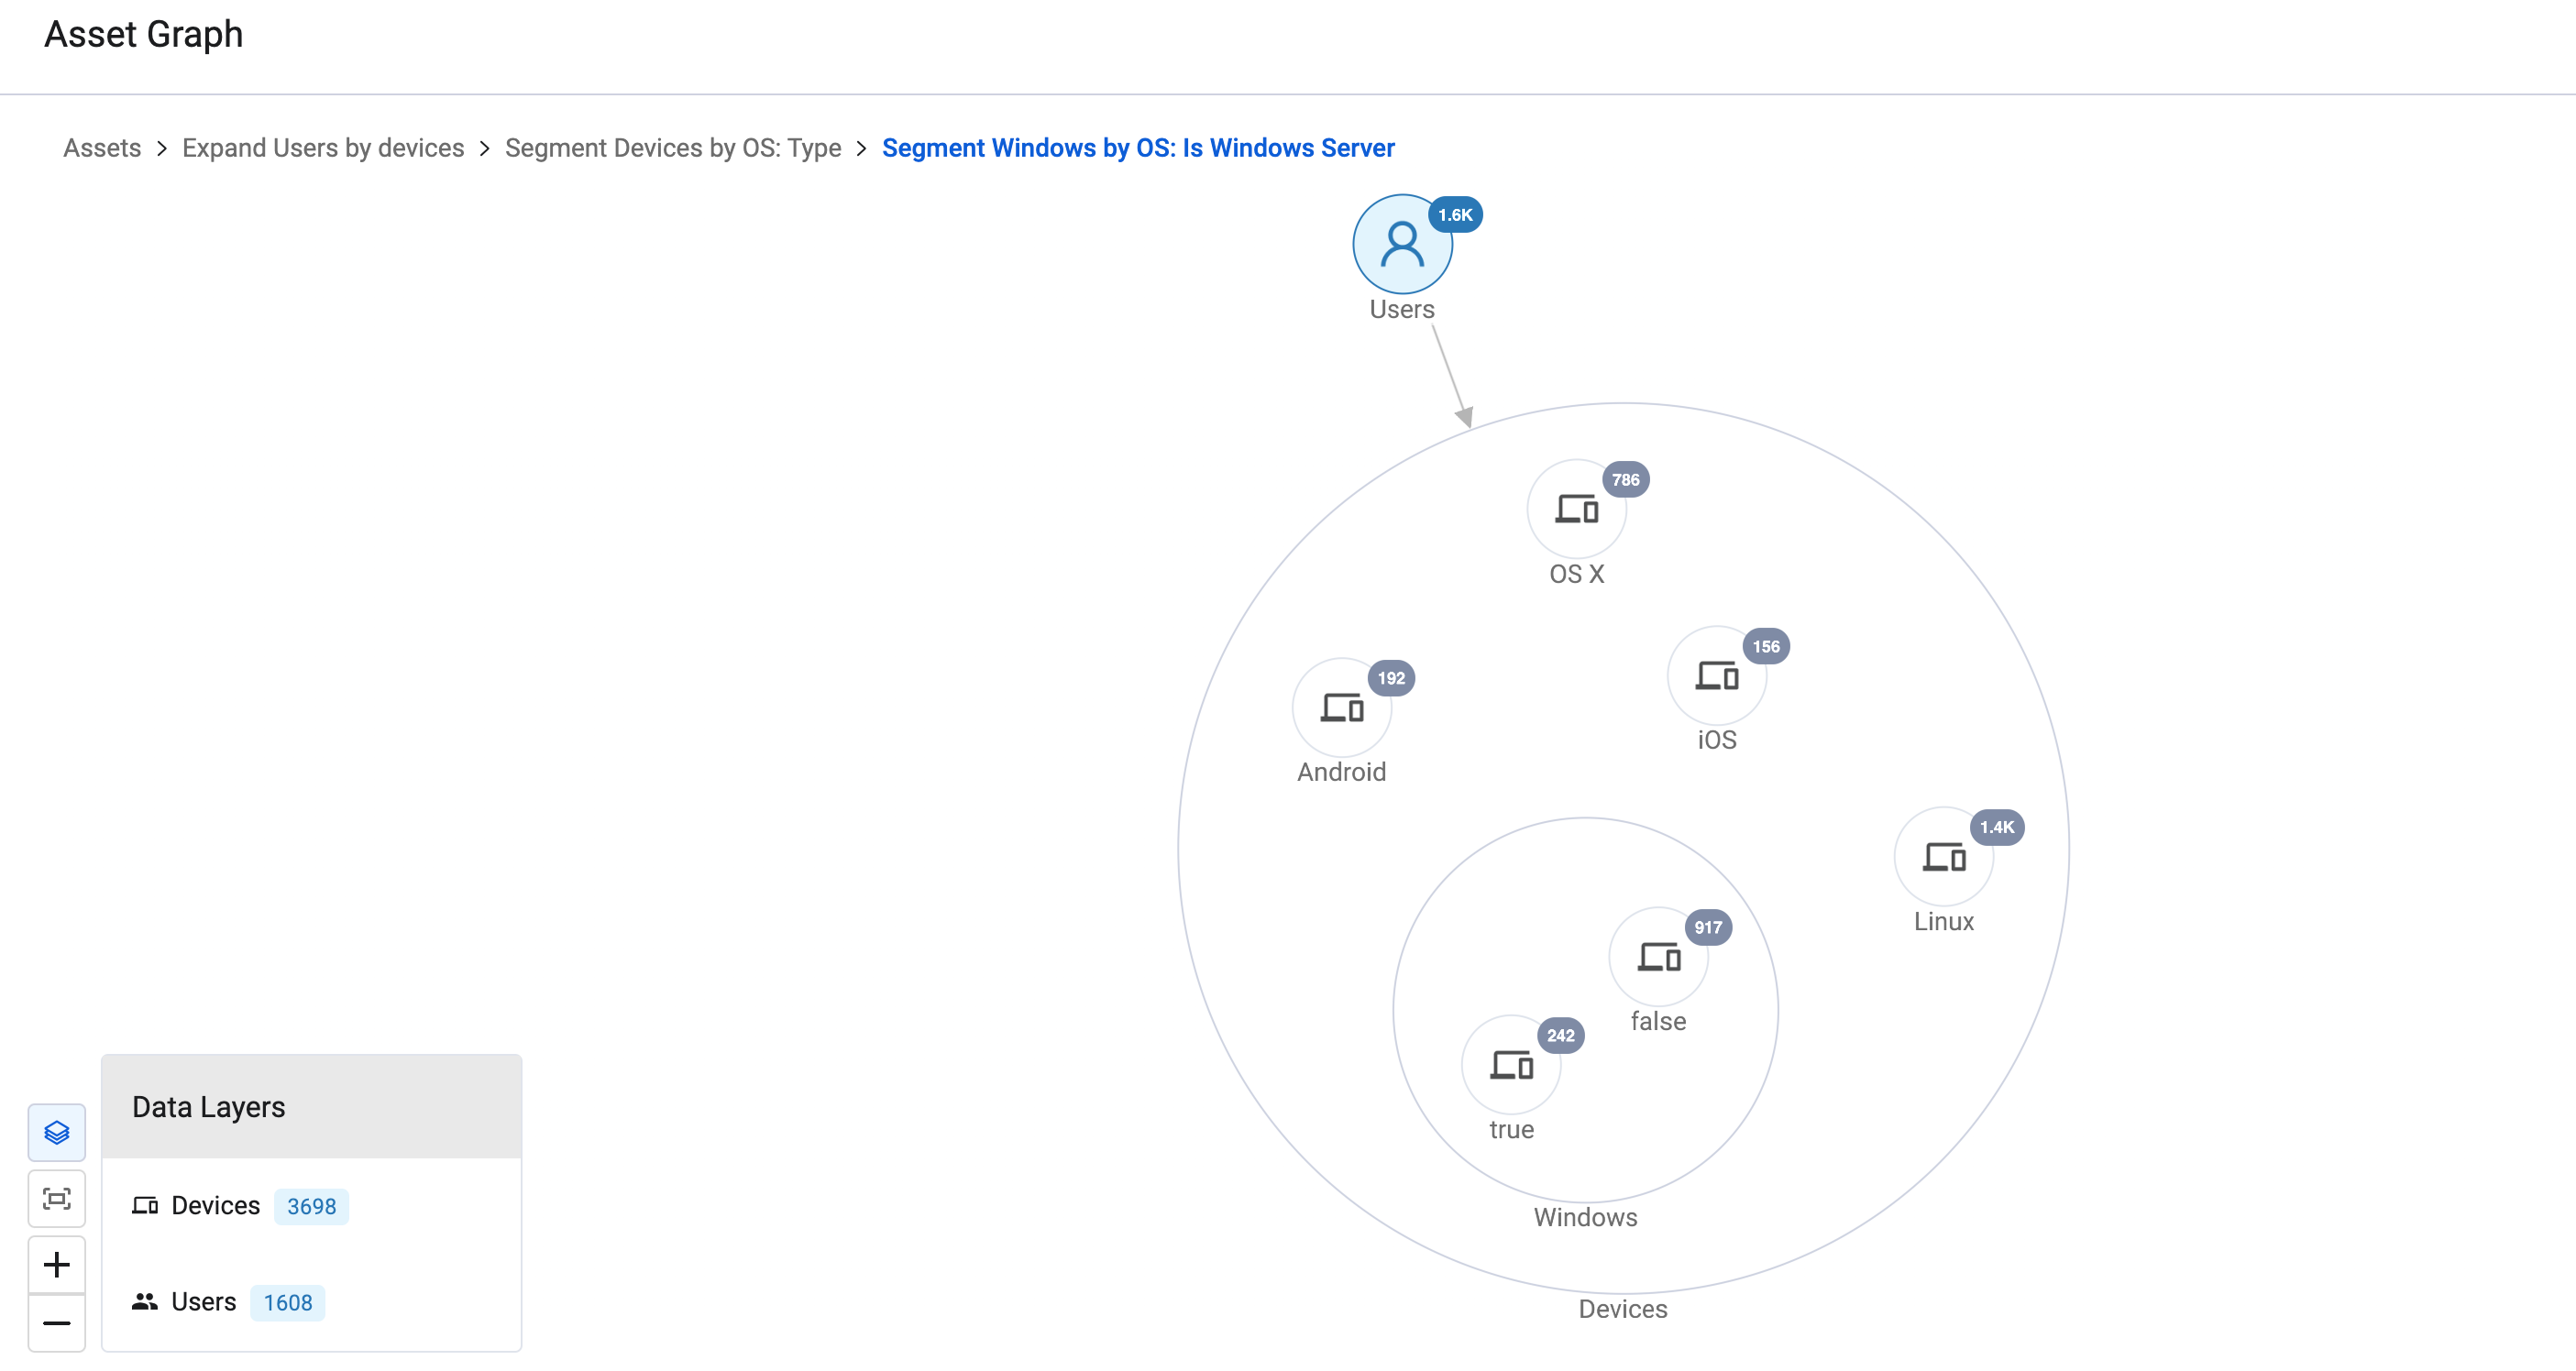 Asset Graph
Assets > Expand Users by devices > Segment Devices by OS: Type > Segment Windows by OS: Is Windows Server
1.6K
Users
786
OS X
156
iOS
192
Android
1.4K
Linux
917
false
242
true
Windows
Devices
Data Layers
Devices 3698
Users 1608